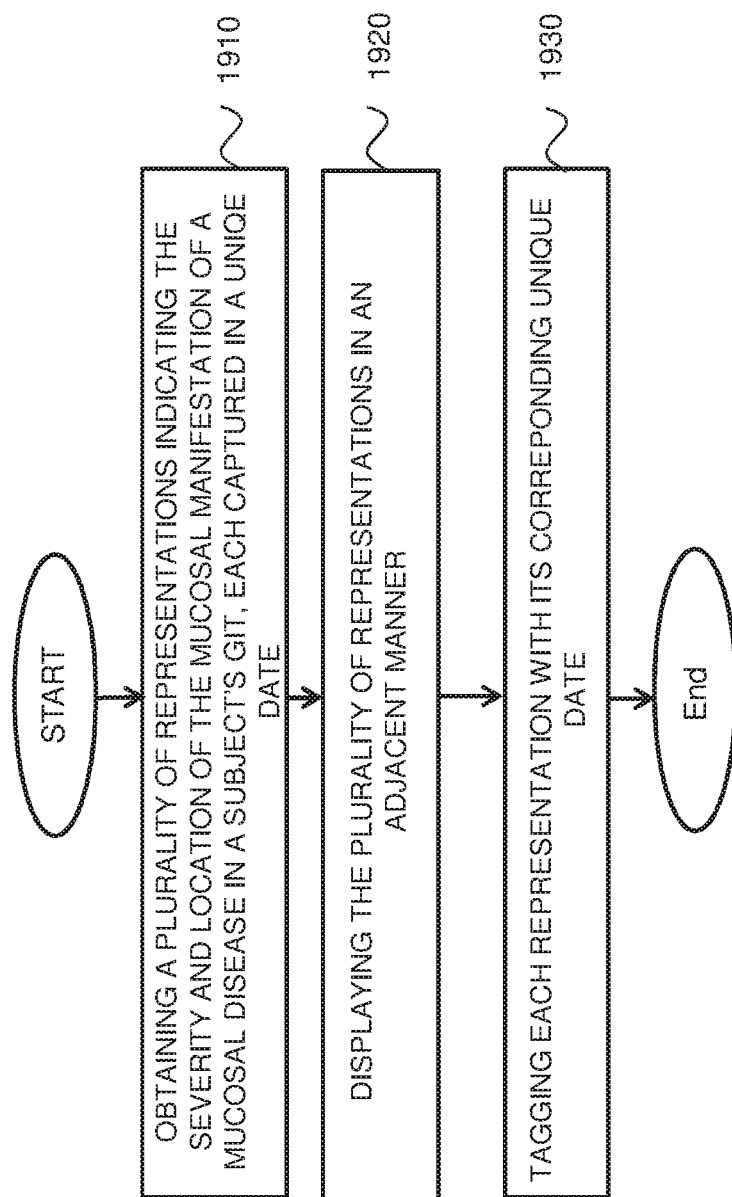 START
OBTAINING A PLURALITY OF REPRESENTATIONS INDICATING THE
SEVERITY AND LOCATION OF THE MUCOSAL MANIFESTATION OF A
MUCOSAL DISEASE IN A SUBJECT'S GIT, EACH CAPTURED IN A UNIQE
DATE
1910
DISPLAYING THE PLURALITY OF REPRESENTATIONS IN AN
ADJACENT MANNER
1920
TAGGING EACH REPRESENTATION WITH ITS CORREPONDING UNIQUE
DATE
1930
End